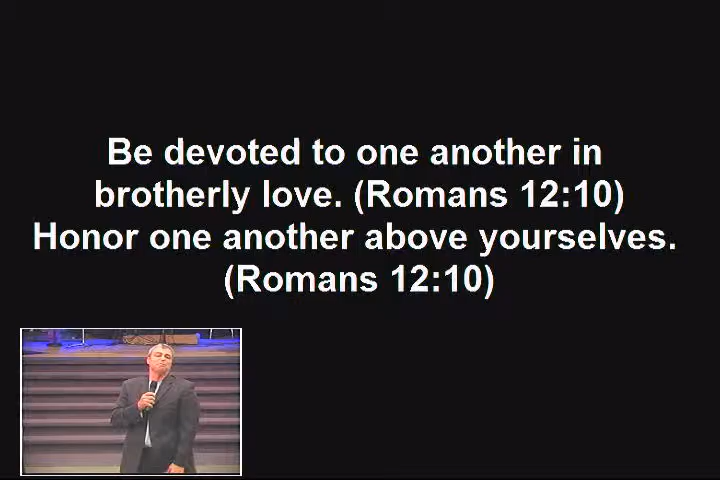 Be devoted to one another in
brotherly love. (Romans 12:10)
Honor one another above yourselves.
(Romans 12:10)